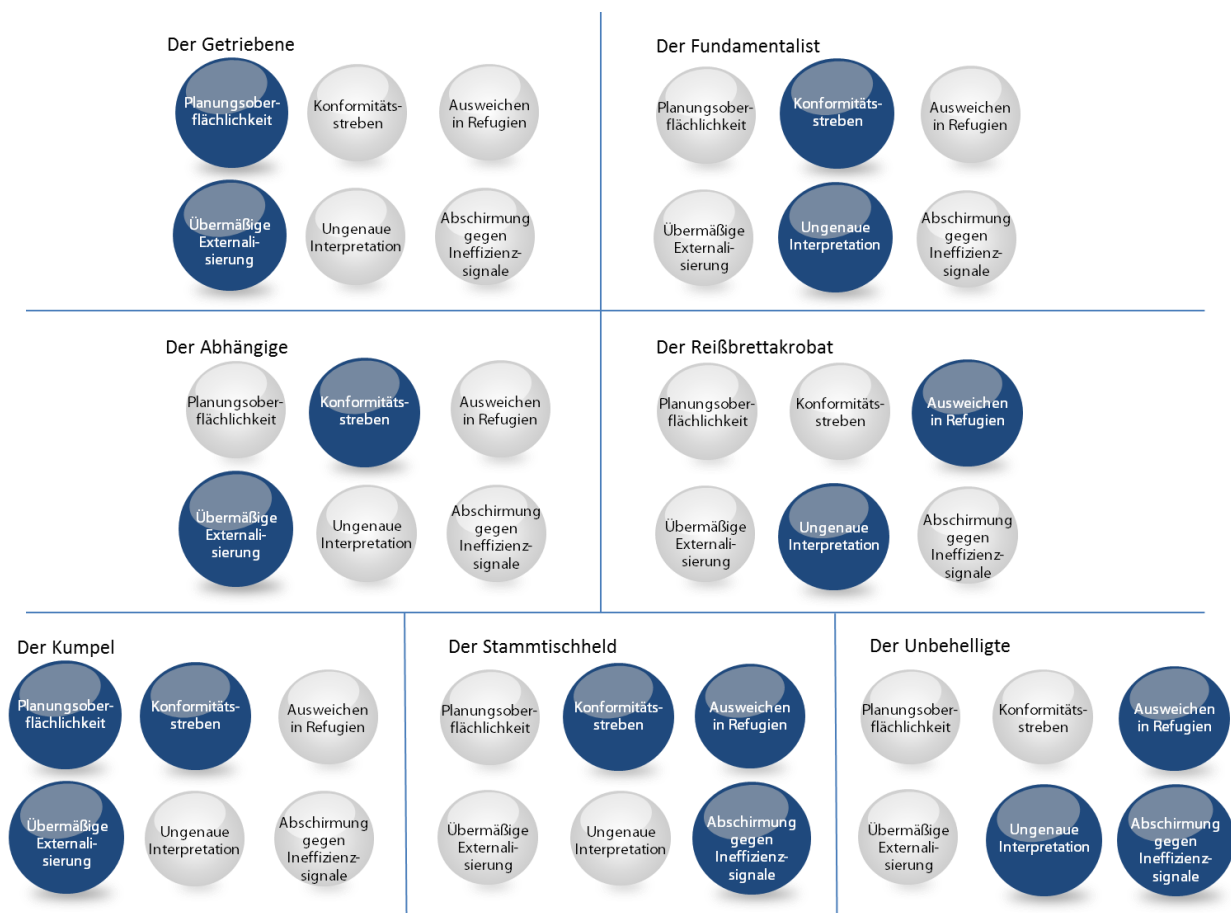 Der Getriebene
Planungsober-
flächlichkeit
Konformitäts-
streben
Ausweichen
in Refugien
Übermäßige
Externali-
sierung
Ungenaue
Interpretation
Abschirmung
gegen
Ineffizienz-
signale
Der Fundamentalist
Planungsober-
flächlichkeit
Konformitäts-
streben
Ausweichen
in Refugien
Übermäßige
Externali-
sierung
Ungenaue
Interpretation
Abschirmung
gegen
Ineffizienz-
signale
Der Abhängige
Planungsober-
flächlichkeit
Konformitäts-
streben
Ausweichen
in Refugien
Übermäßige
Externali-
sierung
Ungenaue
Interpretation
Abschirmung
gegen
Ineffizienz-
signale
Der Reißbrettakrobat
Planungsober-
flächlichkeit
Konformitäts-
streben
Ausweichen
in Refugien
Übermäßige
Externali-
sierung
Ungenaue
Interpretation
Abschirmung
gegen
Ineffizienz-
signale
Der Kumpel
Planungsober-
flächlichkeit
Konformitäts-
streben
Ausweichen
in Refugien
Übermäßige
Externali-
sierung
Ungenaue
Interpretation
Abschirmung
gegen
Ineffizienz-
signale
Der Stammtischheld
Planungsober-
flächlichkeit
Konformitäts-
streben
Ausweichen
in Refugien
Übermäßige
Externali-
sierung
Ungenaue
Interpretation
Abschirmung
gegen
Ineffizienz-
signale
Der Unbehelligte
Planungsober-
flächlichkeit
Konformitäts-
streben
Ausweichen
in Refugien
Übermäßige
Externali-
sierung
Ungenaue
Interpretation
Abschirmung
gegen
Ineffizienz-
signale